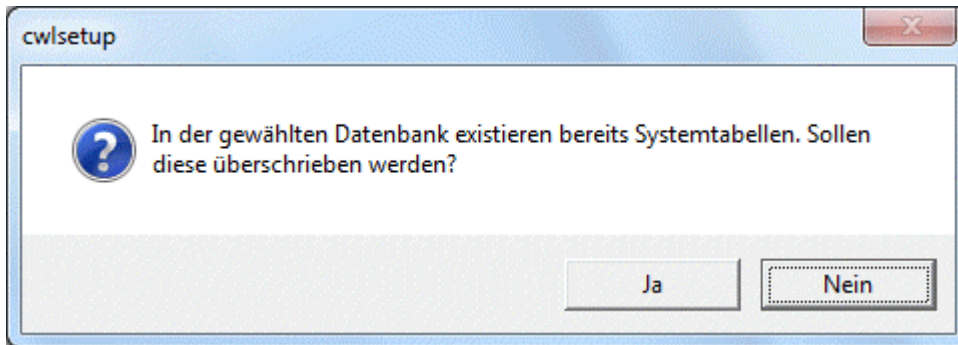 cwlsetup
In der gewählten Datenbank existieren bereits Systemtabellen. Sollen
diese überschrieben werden?
Ja
Nein